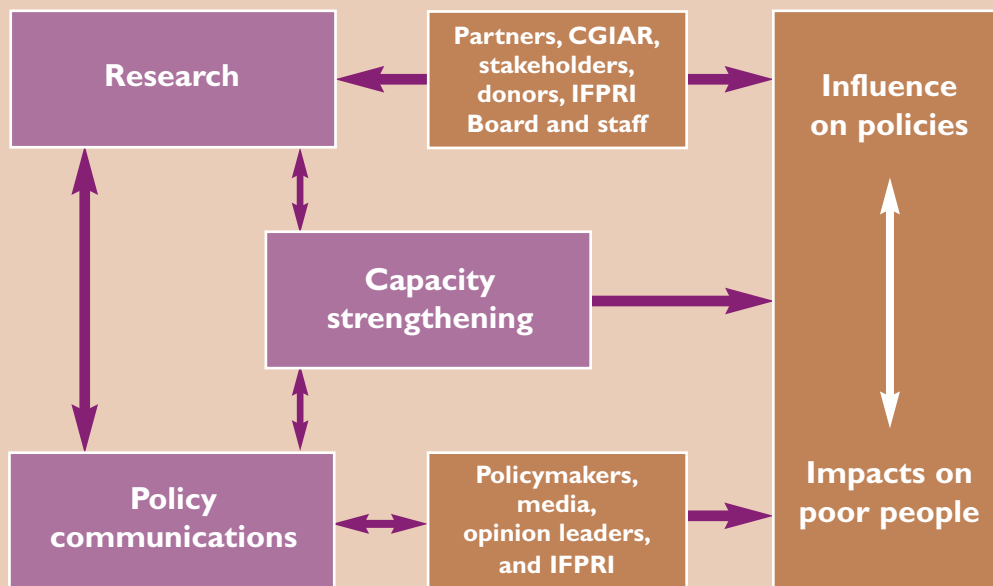 Research
Partners, CGIAR,
stakeholders,
donors, IFPRI
Board and staff
Influence
on policies
Capacity
strengthening
Policy
communications
Policymakers,
media,
opinion leaders,
and IFPRI
Impacts on
poor people